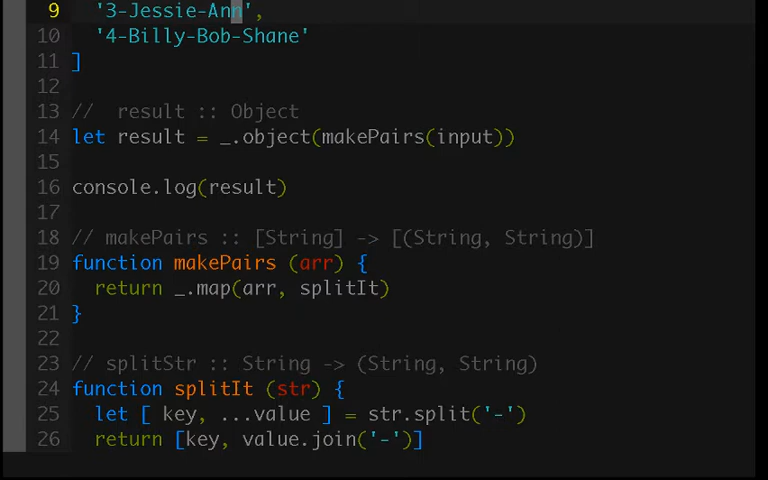 9 '3-Jessie-Ann',
10 '4-Billy-Bob-Shane'
11 ]
12
13 // result :: Object
14 let result = _.object(makePairs(input))
15
16 console.log(result)
17
18 // makePairs :: [String] -> [(String, String)]
19 function makePairs (arr) {
20 return _.map(arr, splitIt)
21 }
22
23 // splitStr :: String -> (String, String)
24 function splitIt (str) {
25 let [ key, ...value ] = str.split('-')
26 return [key, value.join('-')]